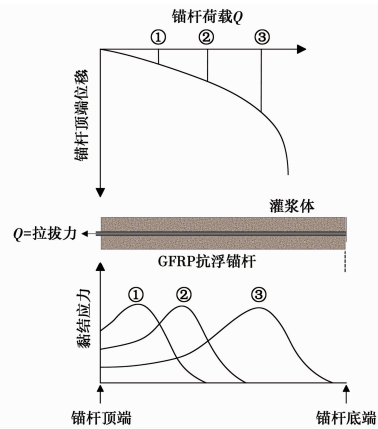 锚杆荷载Q
① ② ③
锚杆顶端位移
灌浆体
Q=拉拔力
GFRP抗浮锚杆
① ② ③
黏结应力
锚杆顶端 锚杆底端